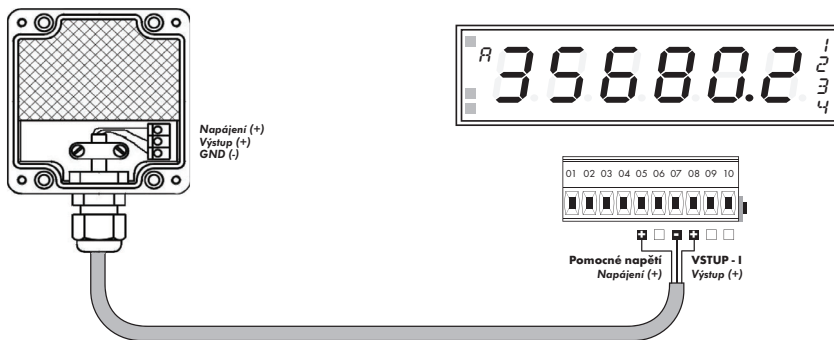 Napájení (+)
Výstup (+)
GND (-)
A 35680.2
1
2
3
4
01 02 03 04 05 06 07 08 09 10
+ - +
Pomocné napětí VSTUP - I
Napájení (+) Výstup (+)